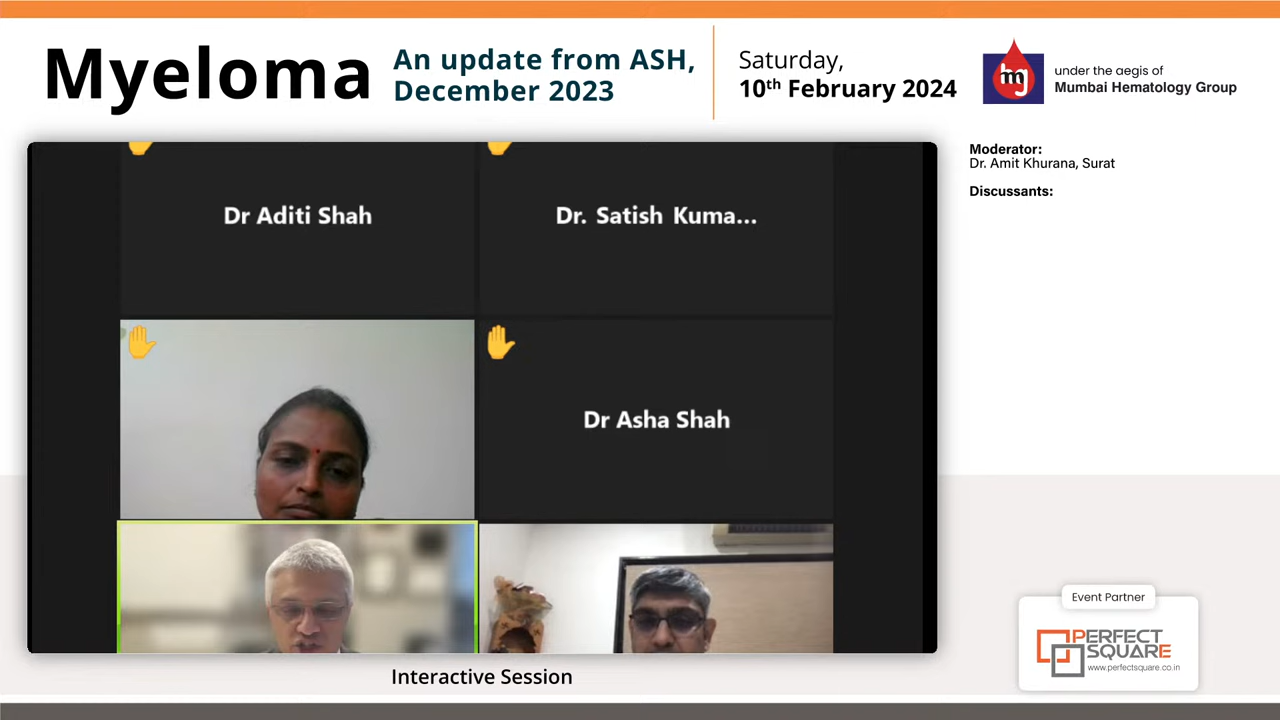 Myeloma
An update from ASH,
December 2023
Saturday,
10th February 2024
mg
under the aegis of
Mumbai Hematology Group
Moderator:
Dr. Amit Khurana, Surat
Discussants:
Dr Aditi Shah
Dr. Satish Kuma...
Dr Asha Shah
Interactive Session
Event Partner
PERFECT
SQUARE
www.perfectsquare.co.in